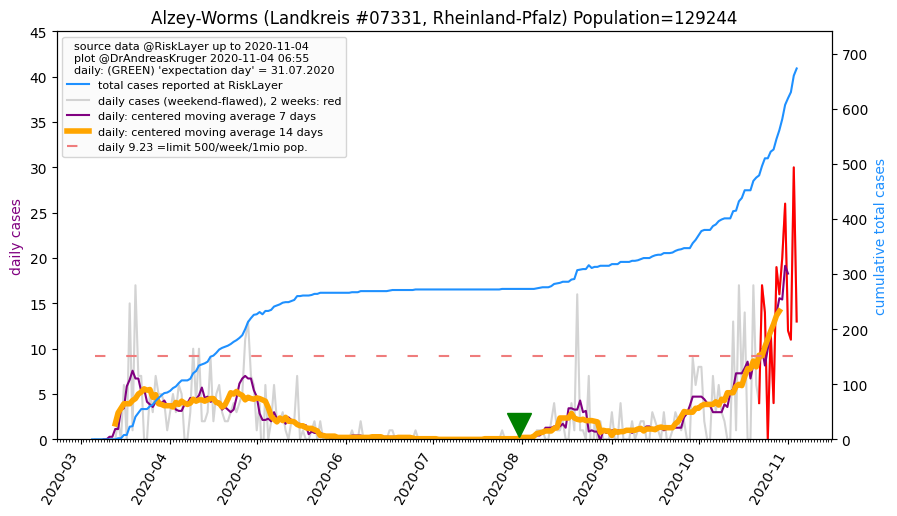 Alzey-Worms (Landkreis #07331, Rheinland-Pfalz) Population=129244
source data @RiskLayer up to 2020-11-04
plot @DrAndreasKruger 2020-11-04 06:55
daily: (GREEN) 'expectation day' = 31.07.2020
total cases reported at RiskLayer
daily cases (weekend-flawed), 2 weeks: red
daily: centered moving average 7 days
daily: centered moving average 14 days
daily 9.23 =limit 500/week/1mio pop.
daily cases
45
40
35
30
25
20
15
10
5
0
cumulative total cases
700
600
500
400
300
200
100
0
2020-03
2020-04
2020-05
2020-06
2020-07
2020-08
2020-09
2020-10
2020-11